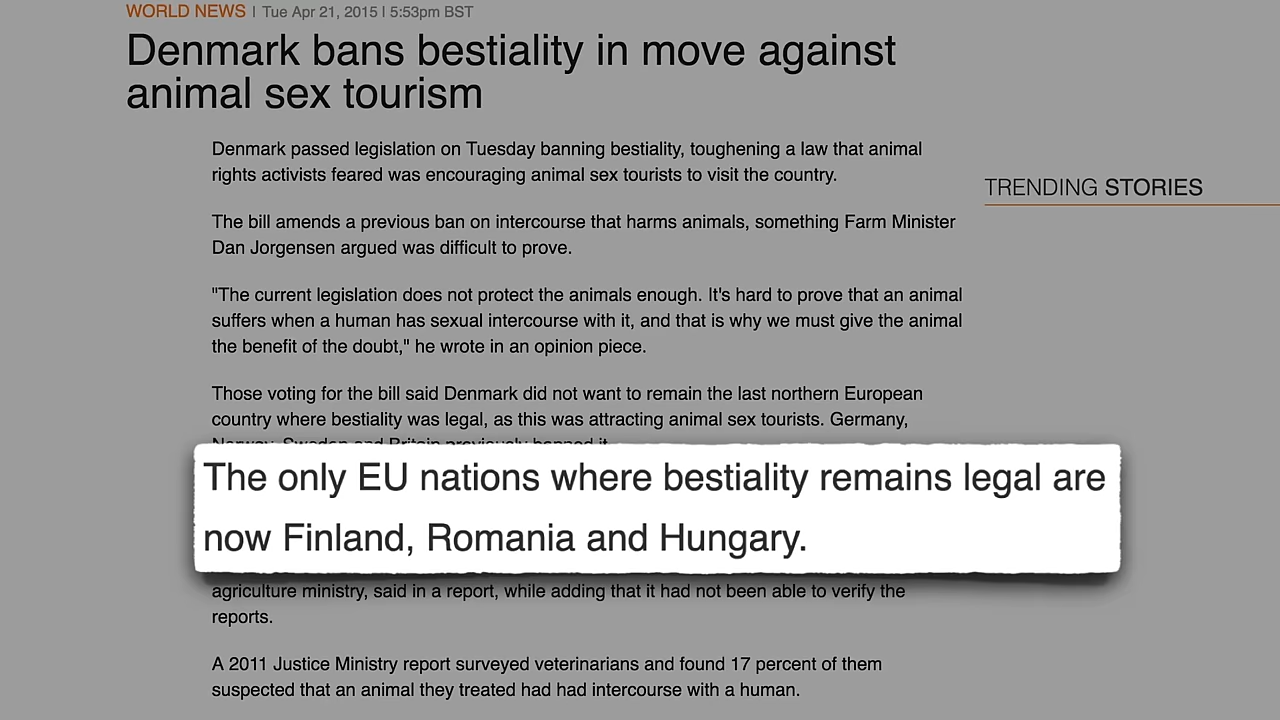 WORLD NEWS | Tue Apr 21, 2015 | 5:53pm BST
Denmark bans bestiality in move against
animal sex tourism
Denmark passed legislation on Tuesday banning bestiality, toughening a law that animal
rights activists feared was encouraging animal sex tourists to visit the country.
TRENDING STORIES
The bill amends a previous ban on intercourse that harms animals, something Farm Minister
Dan Jorgensen argued was difficult to prove.
"The current legislation does not protect the animals enough. It's hard to prove that an animal
suffers when a human has sexual intercourse with it, and that is why we must give the animal
the benefit of the doubt," he wrote in an opinion piece.
Those voting for the bill said Denmark did not want to remain the last northern European
country where bestiality was legal, as this was attracting animal sex tourists. Germany,
Norway, Sweden and Britain previously banned it.
The only EU nations where bestiality remains legal are
now Finland, Romania and Hungary.
agriculture ministry, said in a report, while adding that it had not been able to verify the
reports.
A 2011 Justice Ministry report surveyed veterinarians and found 17 percent of them
suspected that an animal they treated had had intercourse with a human.